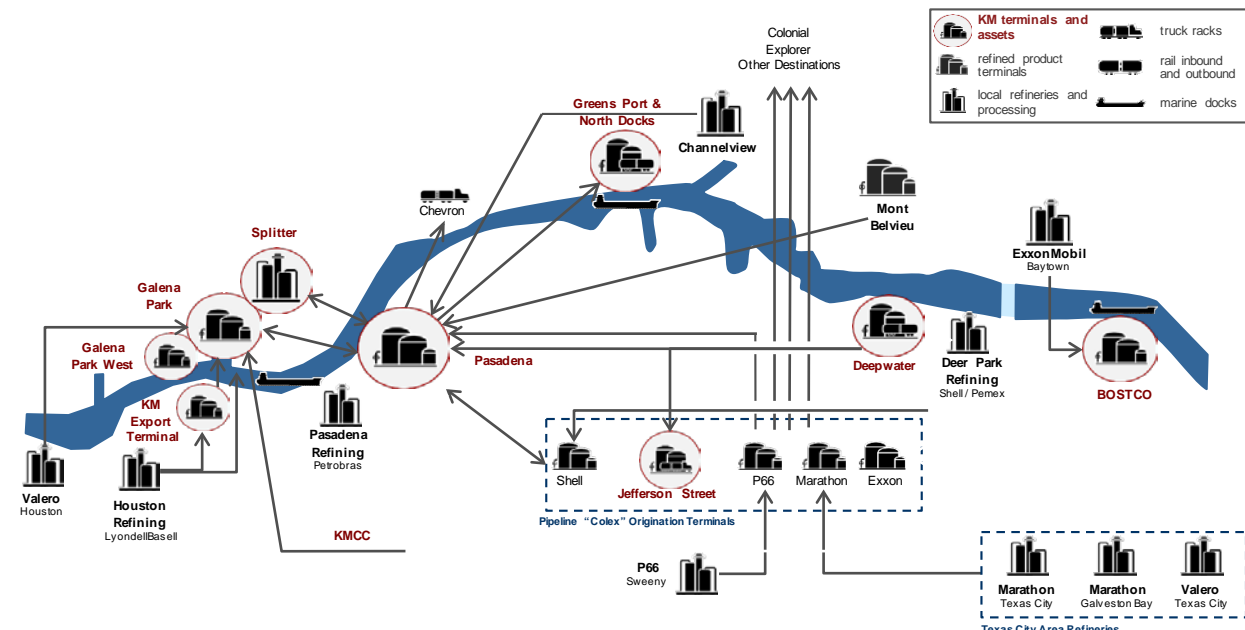 Colonial
Explorer
Other Destinations
KM terminals and
assets
refined product
terminals
local refineries and
processing
truck racks
rail inbound
and outbound
marine docks
Greens Port &
North Docks
Channelview
Chevron
Mont
Belvieu
Splitter
Galena
Park
ExxonMobil
Baytown
Galena
Park West
Pasadena
Deepwater
Deer Park
Refining
Shell / Pemex
BOSTCO
KM
Export
Terminal
Pasadena
Refining
Petrobras
Valero
Houston
Houston
Refining
LyondellBasell
KMCC
Shell
Jefferson Street
P66
Marathon
Exxon
Pipeline “Colex” Origination Terminals
P66
Sweeny
Marathon
Texas City
Marathon
Galveston Bay
Valero
Texas City
Texas City Area Refineries